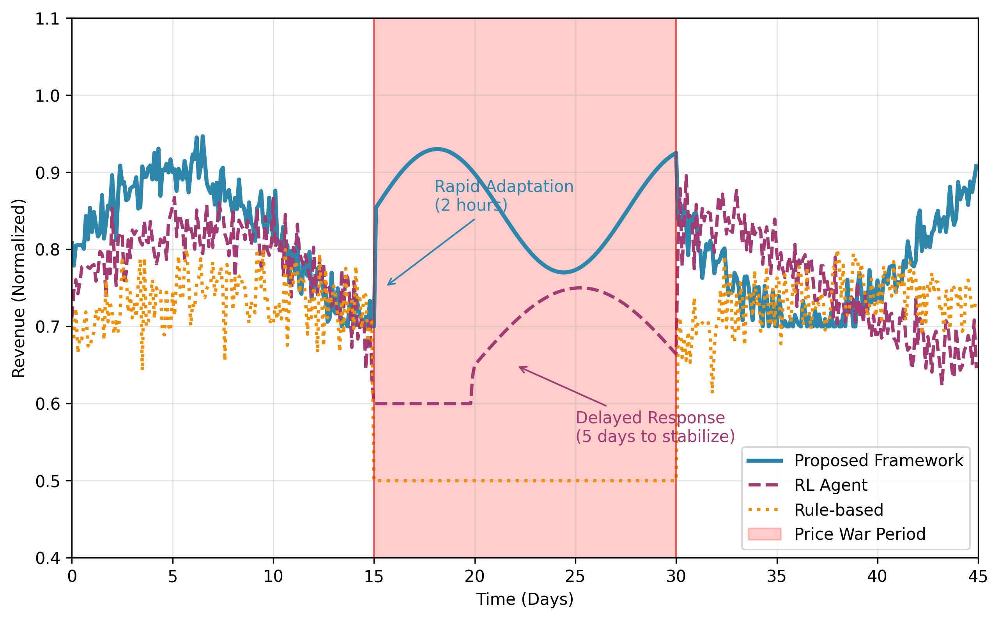 1.1
1.0
0.9
0.8
0.7
0.6
0.5
0.4
Revenue (Normalized)
Rapid Adaptation
(2 hours)
Delayed Response
(5 days to stabilize)
Proposed Framework
RL Agent
Rule-based
Price War Period
0 5 10 15 20 25 30 35 40 45
Time (Days)